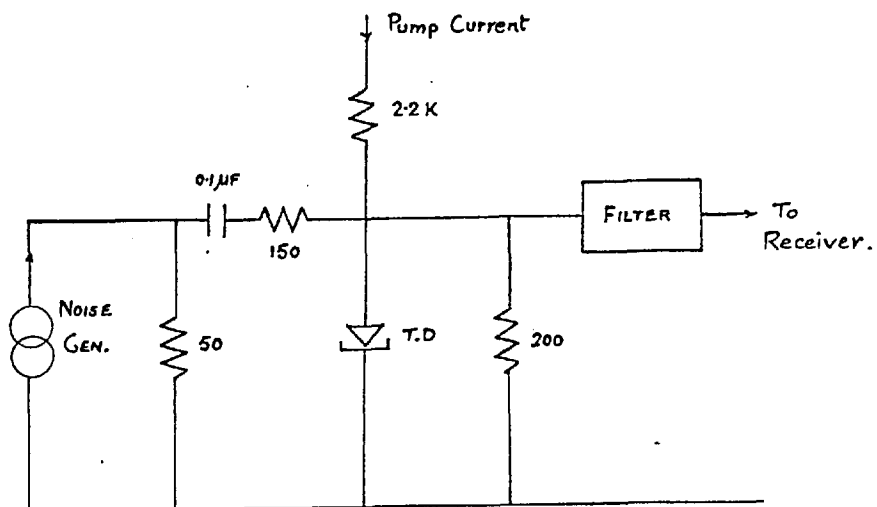 Pump Current
2.2 K
0.1µF
150
FILTER
To
Receiver.
NOISE
GEN.
50
T.D
200